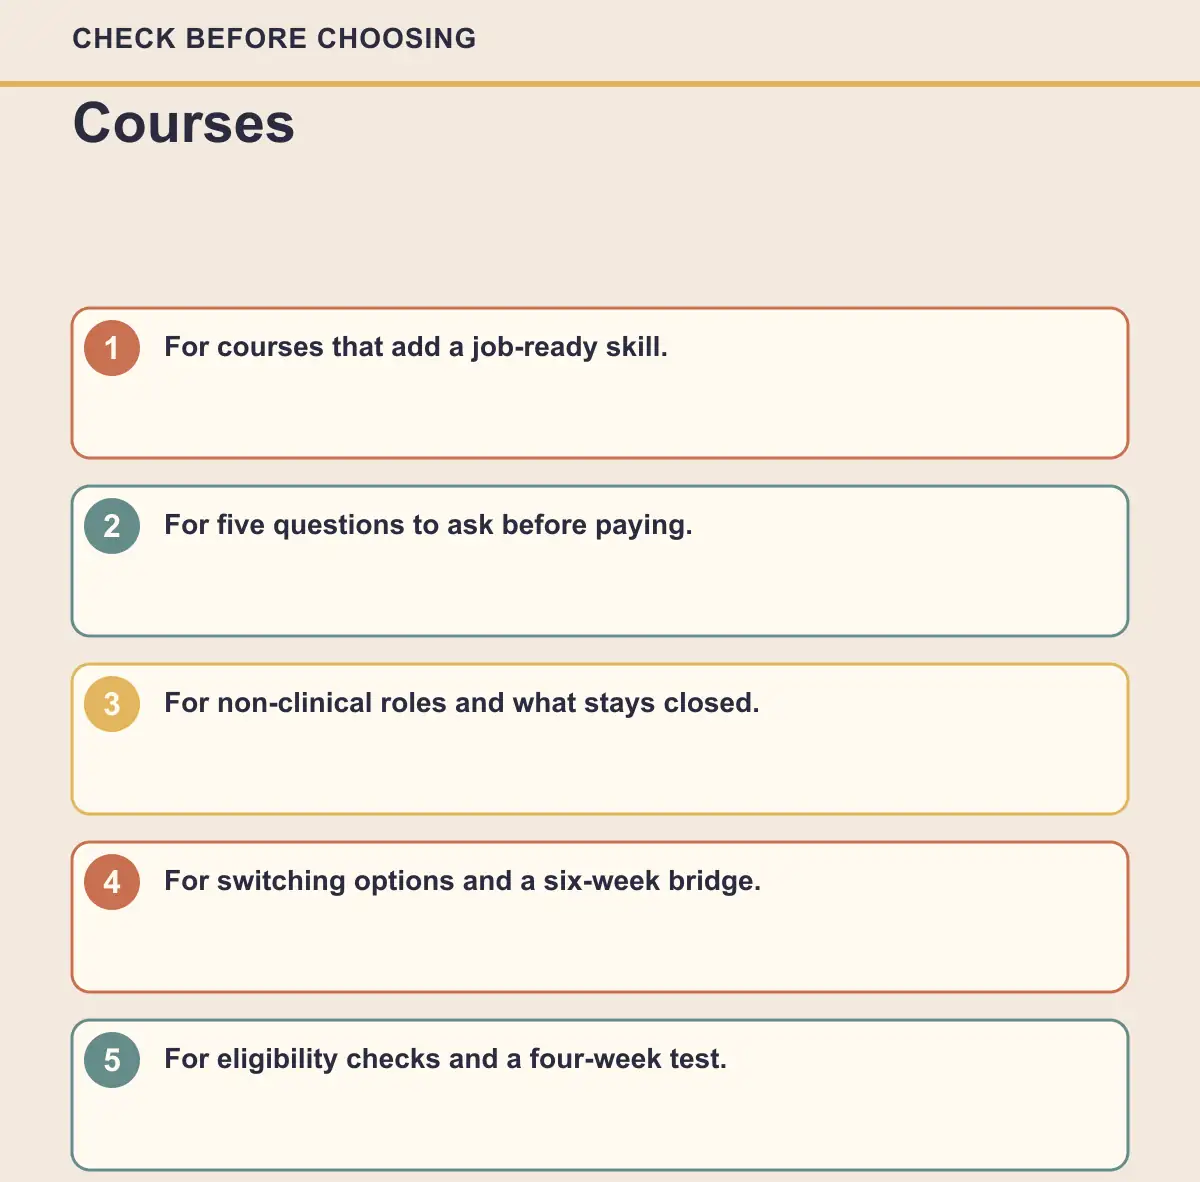 CHECK BEFORE CHOOSING
Courses
1 For courses that add a job-ready skill.
2 For five questions to ask before paying.
3 For non-clinical roles and what stays closed.
4 For switching options and a six-week bridge.
5 For eligibility checks and a four-week test.